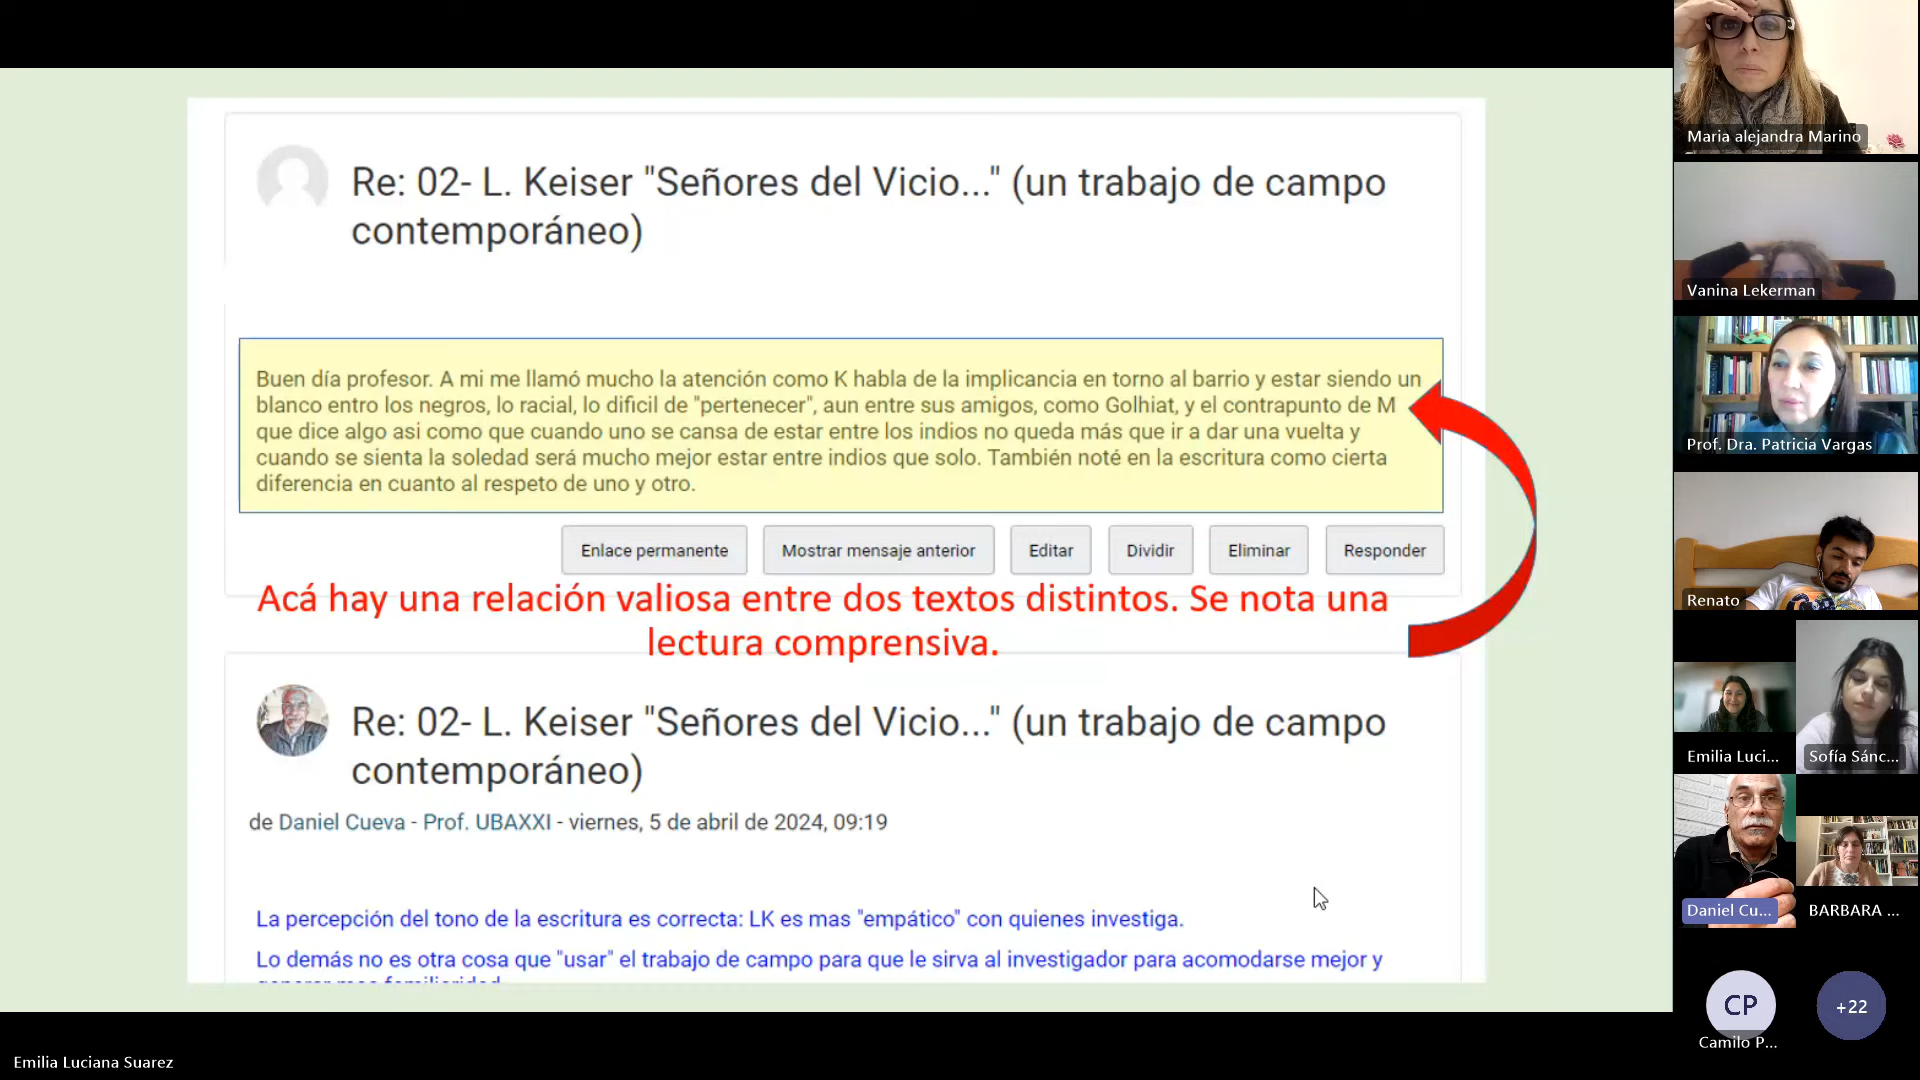 Re: 02- L. Keiser "Señores del Vicio..." (un trabajo de campo
contemporáneo)
Buen día profesor. A mi me llamó mucho la atención como K habla de la implicancia en torno al barrio y estar siendo un
blanco entro los negros, lo racial, lo dificil de "pertenecer", aun entre sus amigos, como Golhiat, y el contrapunto de M
que dice algo asi como que cuando uno se cansa de estar entre los indios no queda más que ir a dar una vuelta y
cuando se sienta la soledad será mucho mejor estar entre indios que solo. También noté en la escritura como cierta
diferencia en cuanto al respeto de uno y otro.
Enlace permanente Mostrar mensaje anterior Editar Dividir Eliminar Responder
Acá hay una relación valiosa entre dos textos distintos. Se nota una
lectura comprensiva.
Re: 02- L. Keiser "Señores del Vicio..." (un trabajo de campo
contemporáneo)
de Daniel Cueva - Prof. UBAXXI - viernes, 5 de abril de 2024, 09:19
La percepción del tono de la escritura es correcta: LK es mas "empático" con quienes investiga.
Lo demás no es otra cosa que "usar" el trabajo de campo para que le sirva al investigador para acomodarse mejor y
Emilia Luciana Suarez
Maria alejandra Marino
Vanina Lekerman
Prof. Dra. Patricia Vargas
Renato
Emilia Luci...
Sofía Sánc...
Daniel Cu...
BARBARA ...
CP
+22
Camilo P...